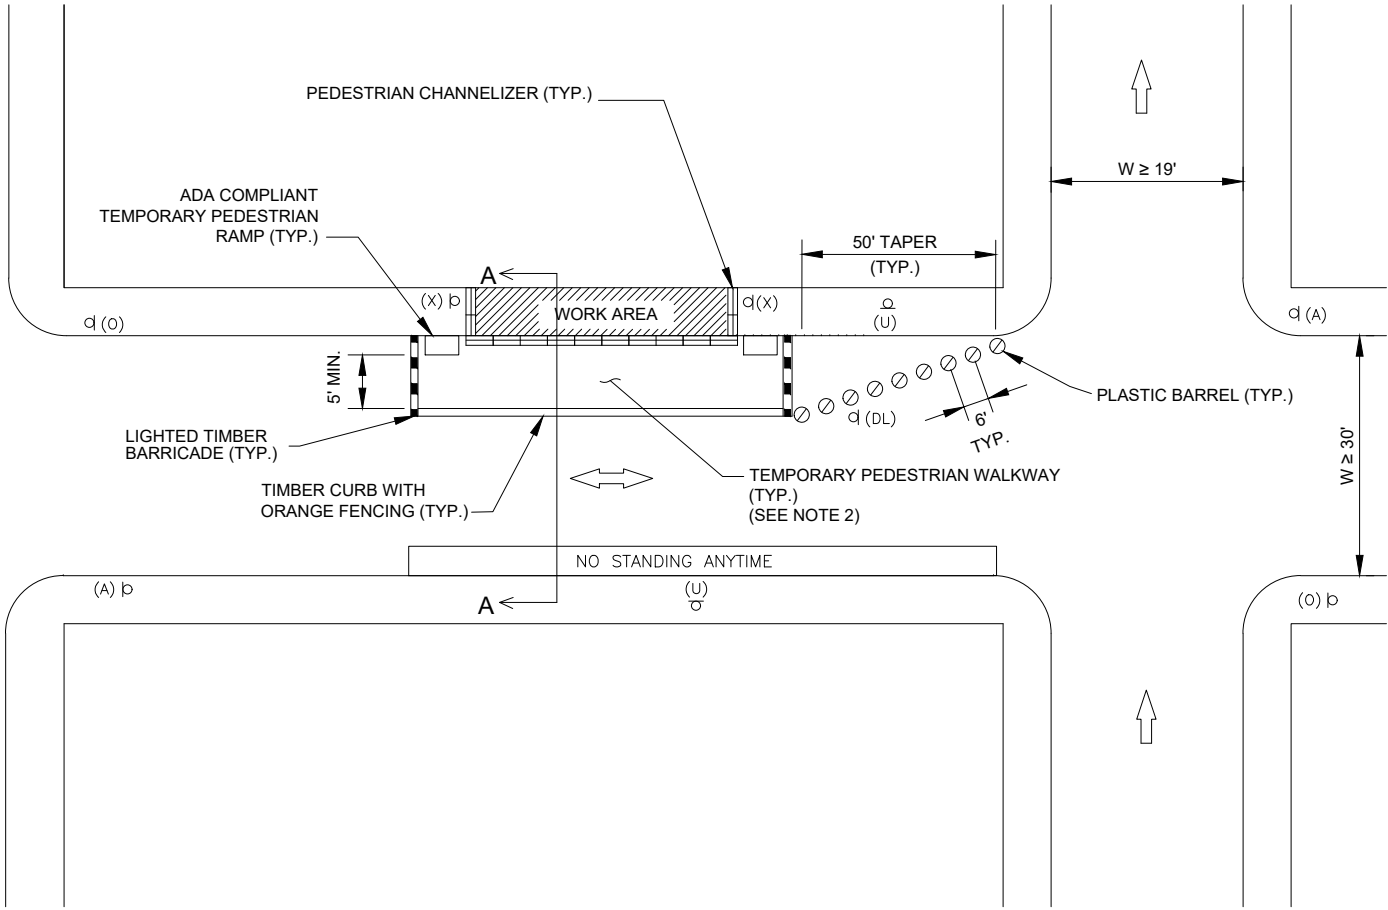 PEDESTRIAN CHANNELIZER (TYP.)
W ≥ 19'
ADA COMPLIANT
TEMPORARY PEDESTRIAN
RAMP (TYP.)
50' TAPER
(TYP.)
A
(X)
WORK AREA
(X)
(U)
(O)
(A)
5' MIN.
PLASTIC BARREL (TYP.)
(DL)
6'
TYP.
LIGHTED TIMBER
BARRICADE (TYP.)
W ≥ 30'
TIMBER CURB WITH
ORANGE FENCING (TYP.)
TEMPORARY PEDESTRIAN WALKWAY
(TYP.)
(SEE NOTE 2)
NO STANDING ANYTIME
(A)
A
(U)
(O)